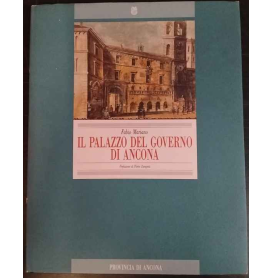 Fabio Mariano
IL PALAZZO DEL GOVERNO
DI ANCONA
PROVINCIA DI ANCONA